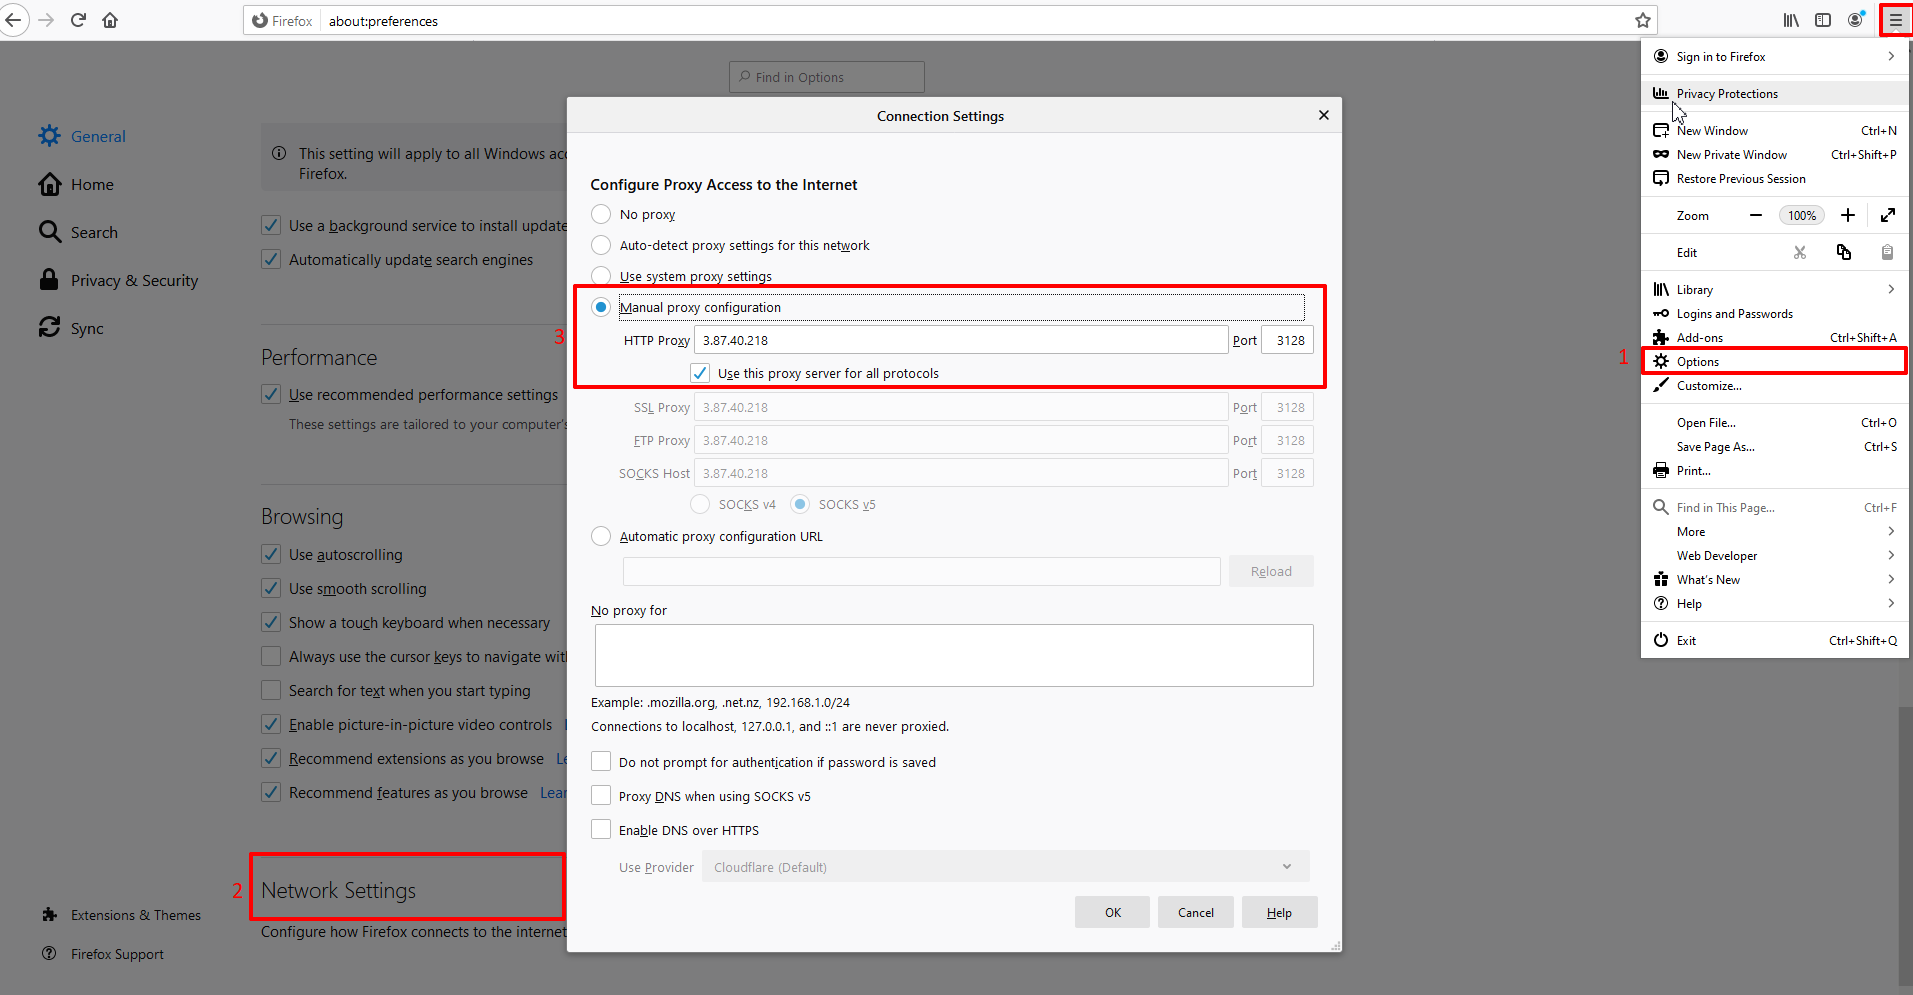 Firefox about:preferences
Find in Options
General
Home
Search
Privacy & Security
Sync
Extensions & Themes
Firefox Support
This setting will apply to all Windows acc
Firefox.
Use a background service to install update
Automatically update search engines
Performance
Use recommended performance settings
These settings are tailored to your computer's
Browsing
Use autoscrolling
Use smooth scrolling
Show a touch keyboard when necessary
Always use the cursor keys to navigate wit
Search for text when you start typing
Enable picture-in-picture video controls
Recommend extensions as you browse Le
Recommend features as you browse Lear
2
Network Settings
Configure how Firefox connects to the internet
Connection Settings
Configure Proxy Access to the Internet
No proxy
Auto-detect proxy settings for this network
Use system proxy settings
3
Manual proxy configuration
HTTP Proxy 3.87.40.218 Port 3128
Use this proxy server for all protocols
SSL Proxy 3.87.40.218 Port 3128
FTP Proxy 3.87.40.218 Port 3128
SOCKS Host 3.87.40.218 Port 3128
SOCKS v4 SOCKS v5
Automatic proxy configuration URL
Reload
No proxy for
Example: .mozilla.org, .net.nz, 192.168.1.0/24
Connections to localhost, 127.0.0.1, and ::1 are never proxied.
Do not prompt for authentication if password is saved
Proxy DNS when using SOCKS v5
Enable DNS over HTTPS
Use Provider Cloudflare (Default)
OK Cancel Help
Sign in to Firefox
Privacy Protections
New Window Ctrl+N
New Private Window Ctrl+Shift+P
Restore Previous Session
Zoom 100%
Edit
Library
Logins and Passwords
Add-ons Ctrl+Shift+A
1 Options
Customize...
Open File... Ctrl+O
Save Page As... Ctrl+S
Print...
Find in This Page... Ctrl+F
More
Web Developer
What's New
Help
Exit Ctrl+Shift+Q